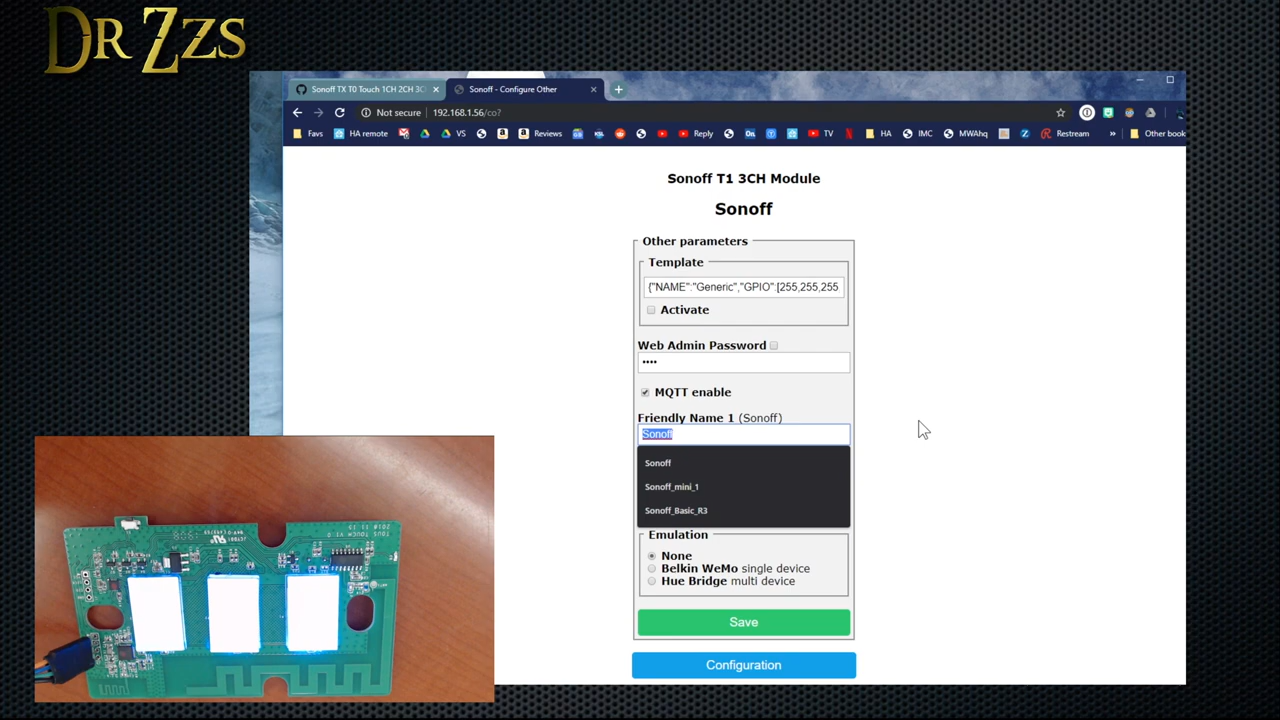 DR ZZS
Sonoff TX T0 Touch 1CH 2CH 3C
Sonoff - Configure Other
Not secure
192.168.1.56/co?
Favs
HA remote
VS
Reviews
Reply
TV
HA
IMC
MWAhq
Restream
»
Other book
Sonoff T1 3CH Module
Sonoff
Other parameters
Template
{"NAME":"Generic","GPIO":[255,255,255
Activate
Web Admin Password
••••
MQTT enable
Friendly Name 1 (Sonoff)
Sonoff
Sonoff
Sonoff_mini_1
Sonoff_Basic_R3
Emulation
None
Belkin WeMo single device
Hue Bridge multi device
Save
Configuration